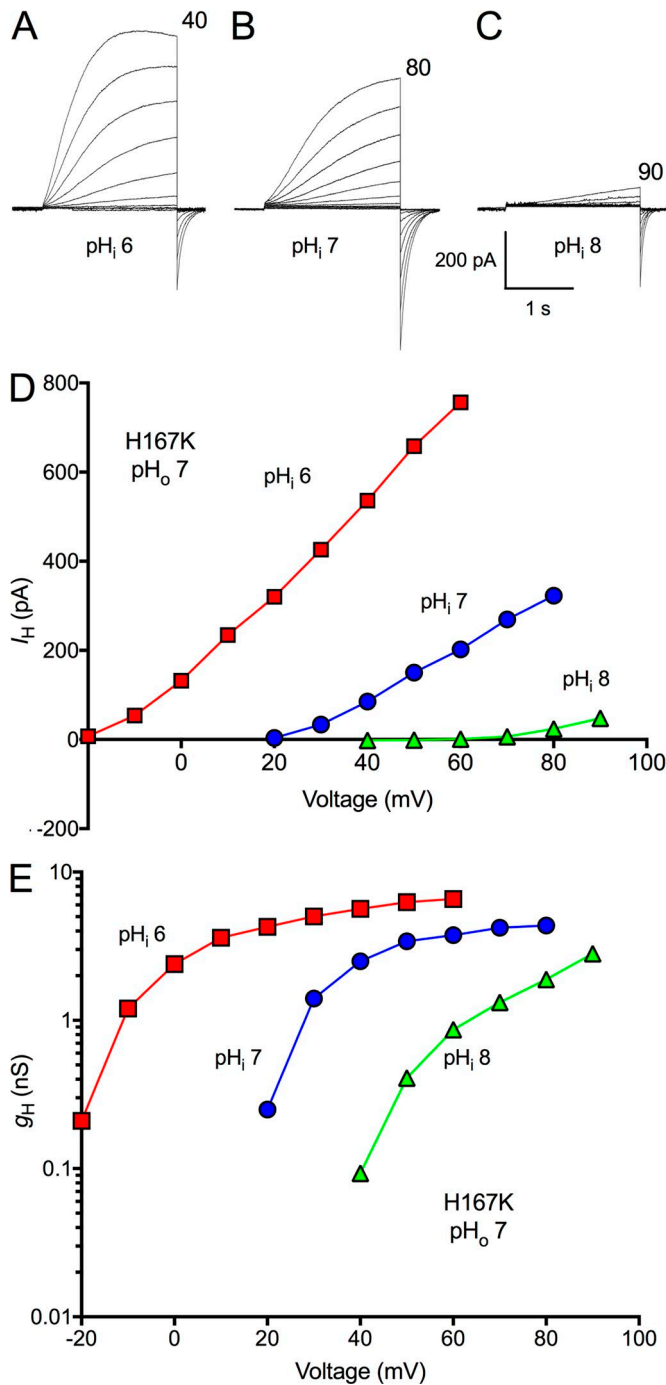 A
40
B
80
C
90
pHi 6
pHi 7
pHi 8
200 pA
1 s
D
800
600
400
200
0
-200
IH (pA)
H167K
pHo 7
pHi 6
pHi 7
pHi 8
0
20
40
60
80
100
Voltage (mV)
E
10
1
0.1
0.01
gH (nS)
pHi 6
pHi 7
pHi 8
H167K
pHo 7
-20
0
20
40
60
80
100
Voltage (mV)